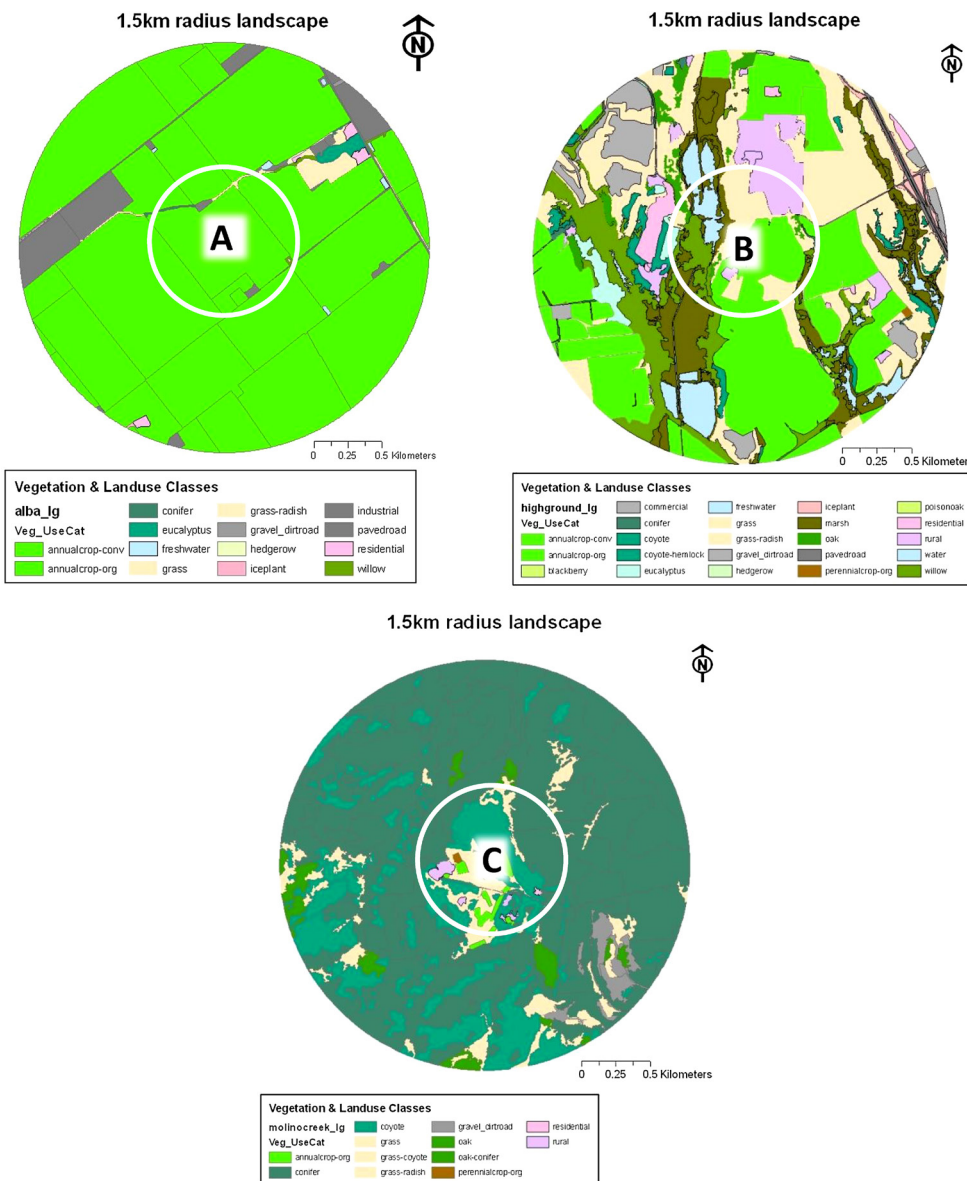 1.5km radius landscape
N
A
0 0.25 0.5 Kilometers
Vegetation & Landuse Classes
alba_lg
Veg_UseCat
annualcrop-conv
annualcrop-org
conifer
eucalyptus
freshwater
grass
grass-radish
gravel_dirtroad
hedgerow
iceplant
industrial
pavedroad
residential
willow
1.5km radius landscape
N
B
0 0.25 0.5 Kilometers
Vegetation & Landuse Classes
highground_lg
Veg_UseCat
annualcrop-conv
annualcrop-org
blackberry
commercial
conifer
coyote
coyote-hemlock
eucalyptus
freshwater
grass
grass-radish
gravel_dirtroad
hedgerow
iceplant
marsh
oak
pavedroad
perennialcrop-org
poisonoak
residential
rural
water
willow
1.5km radius landscape
N
C
0 0.25 0.5 Kilometers
Vegetation & Landuse Classes
molinocreek_lg
Veg_UseCat
annualcrop-org
conifer
coyote
grass
grass-coyote
grass-radish
gravel_dirtroad
oak
oak-conifer
perennialcrop-org
residential
rural